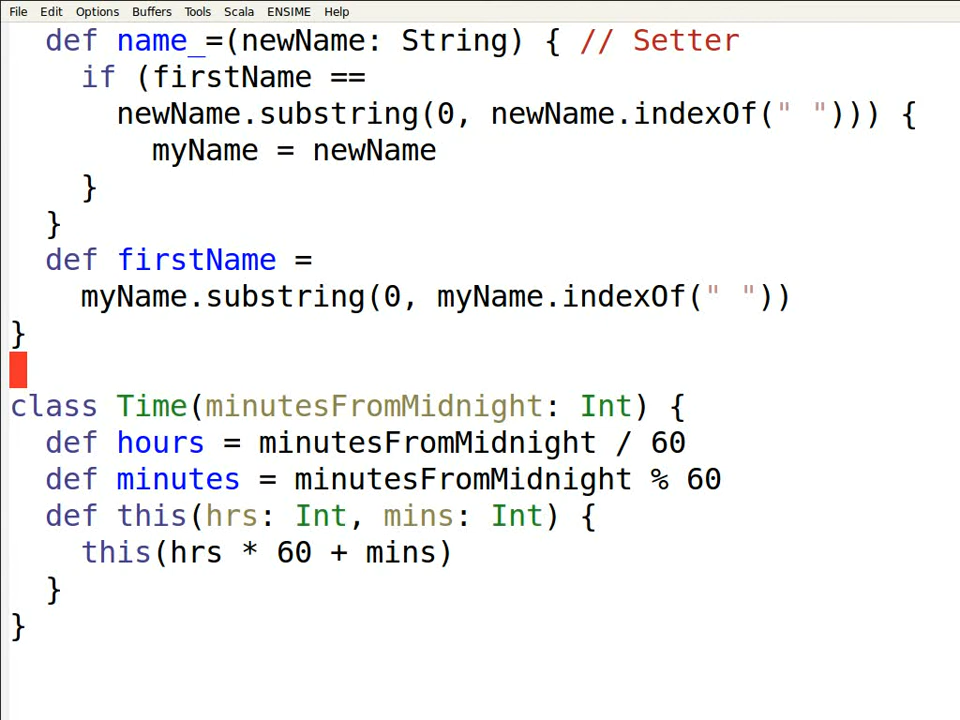 File Edit Options Buffers Tools Scala ENSIME Help
def name_=(newName: String) { // Setter
if (firstName ==
newName.substring(0, newName.indexOf(" "))) {
myName = newName
}
}
def firstName =
myName.substring(0, myName.indexOf(" "))
}
class Time(minutesFromMidnight: Int) {
def hours = minutesFromMidnight / 60
def minutes = minutesFromMidnight % 60
def this(hrs: Int, mins: Int) {
this(hrs * 60 + mins)
}
}